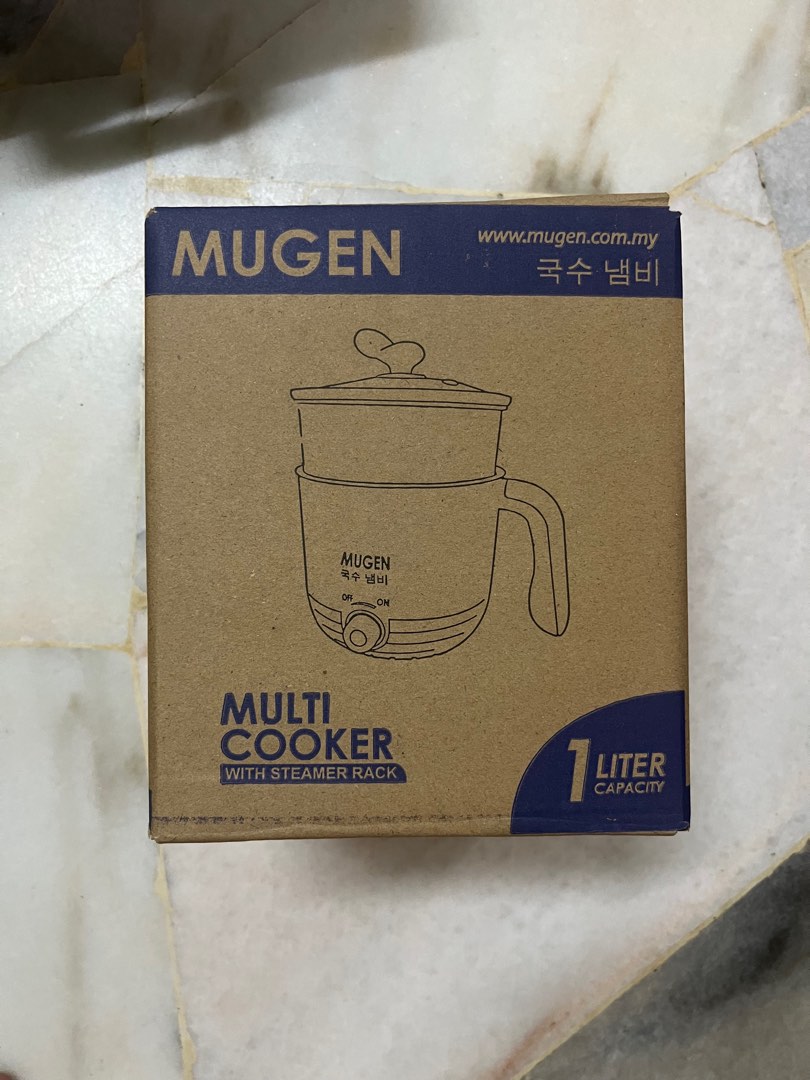 MUGEN
www.mugen.com.my
국수 냄비
MUGEN
국수 냄비
OFF ON
MULTI
COOKER
WITH STEAMER RACK
1 LITER
CAPACITY